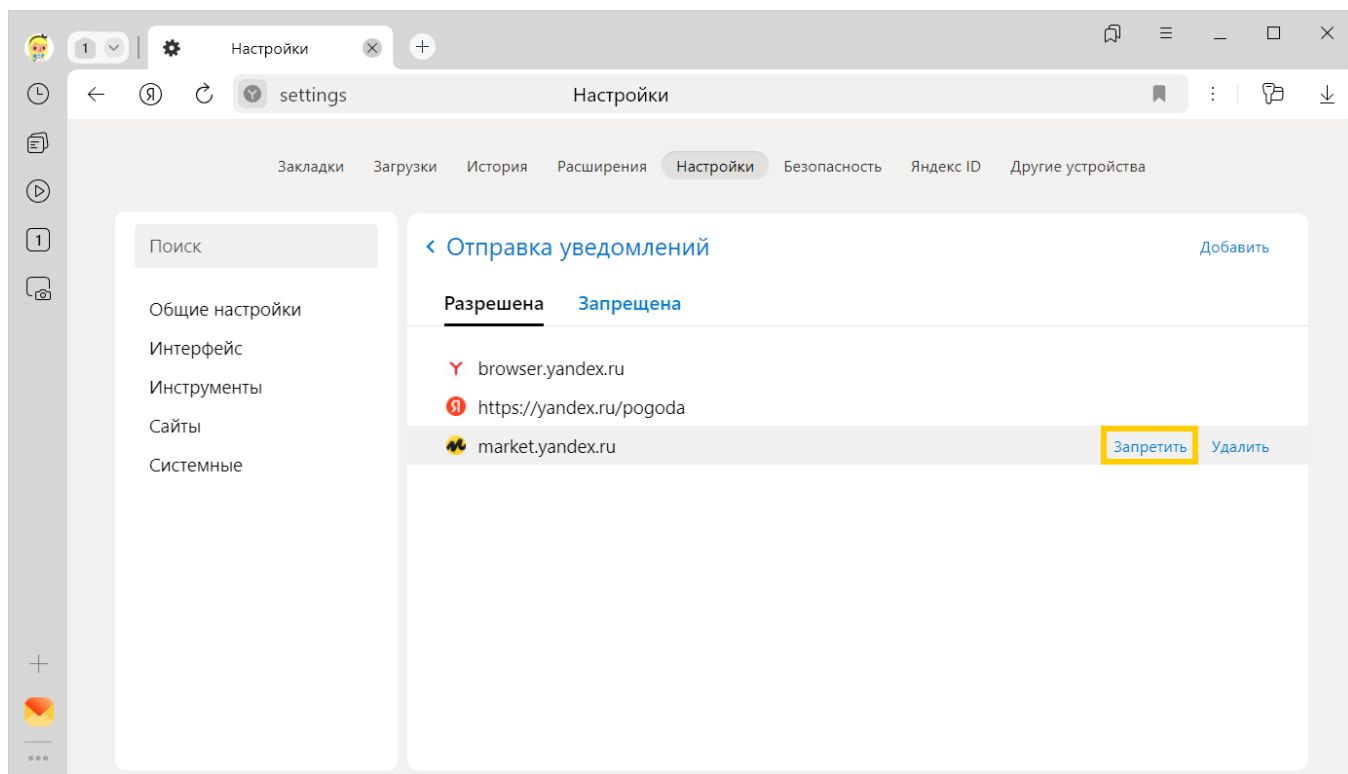 1 Настройки
settings Настройки
Закладки Загрузки История Расширения Настройки Безопасность Яндекс ID Другие устройства
1
Поиск
Общие настройки
Интерфейс
Инструменты
Сайты
Системные
Отправка уведомлений Добавить
Разрешена Запрещена
browser.yandex.ru
https://yandex.ru/pogoda
market.yandex.ru Запретить Удалить